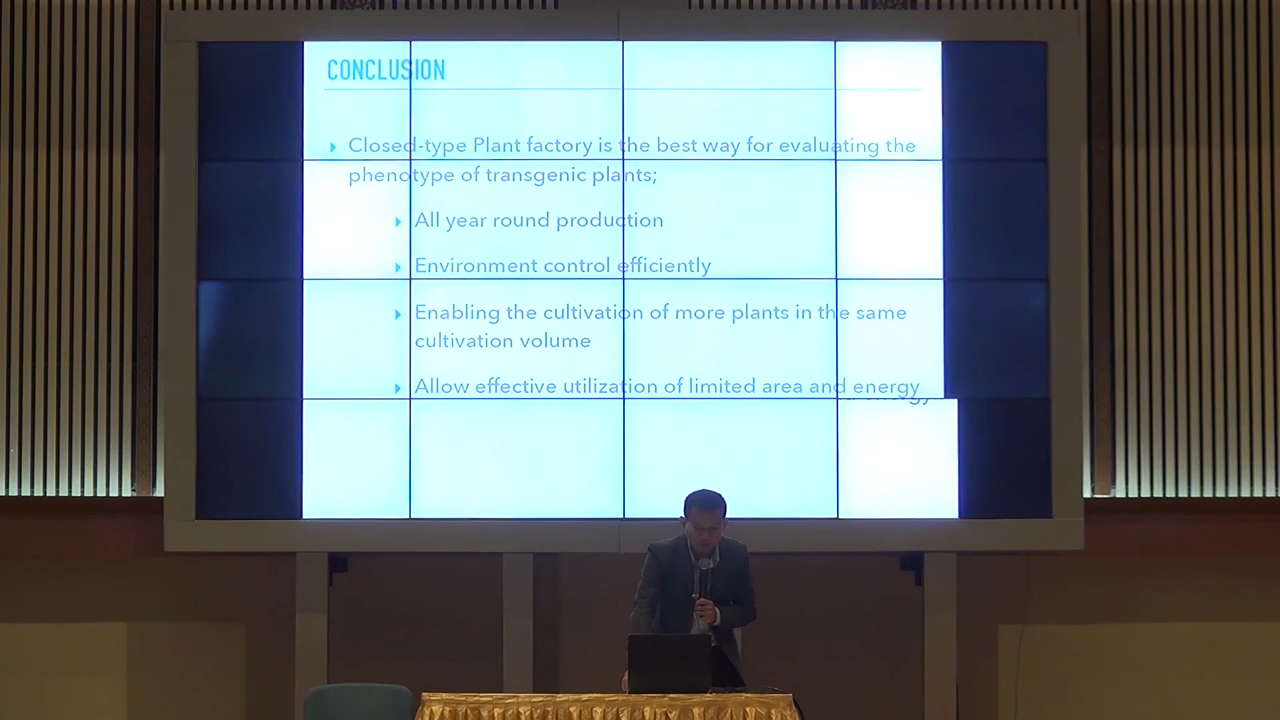 CONCLUSION
Closed-type Plant factory is the best way for evaluating the
phenotype of transgenic plants;
All year round production
Environment control efficiently
Enabling the cultivation of more plants in the same
cultivation volume
Allow effective utilization of limited area and energy